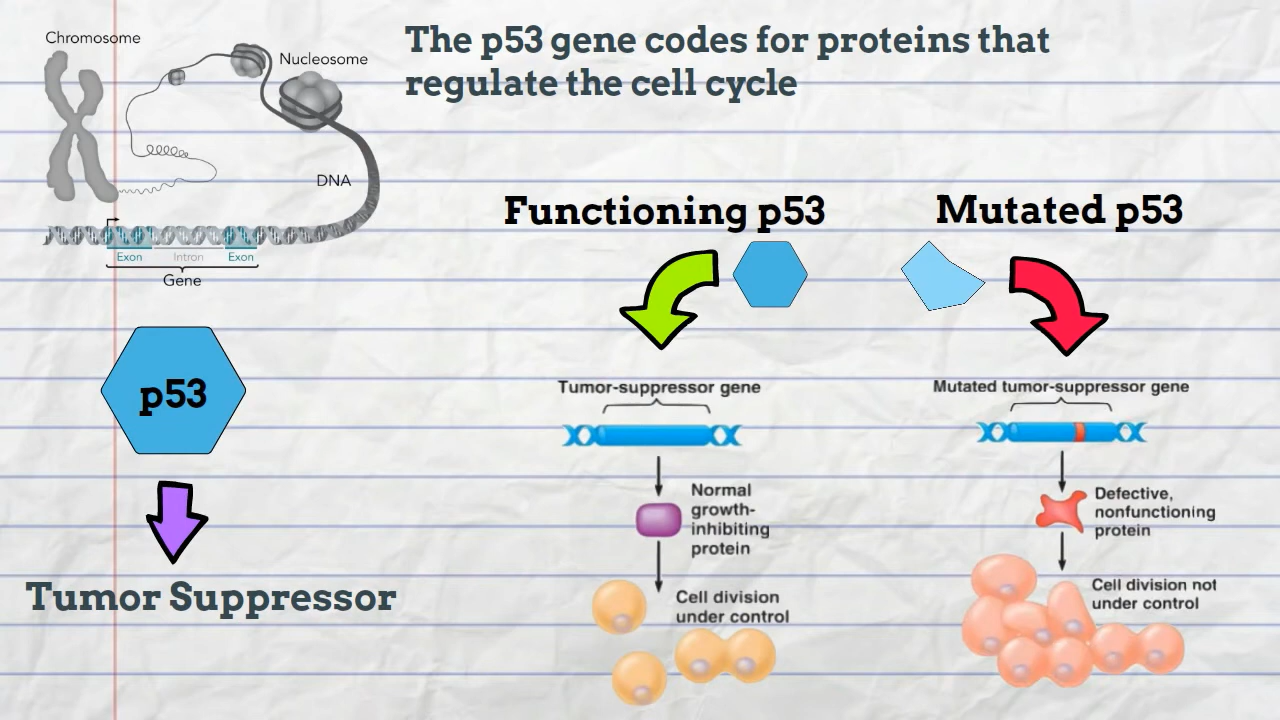 The p53 gene codes for proteins that
regulate the cell cycle
Chromosome
Nucleosome
DNA
Exon
Intron
Exon
Gene
p53
Tumor Suppressor
Functioning p53
Tumor-suppressor gene
Normal
growth-
inhibiting
protein
Cell division
under control
Mutated p53
Mutated tumor-suppressor gene
Defective,
nonfunctioning
protein
Cell division not
under control